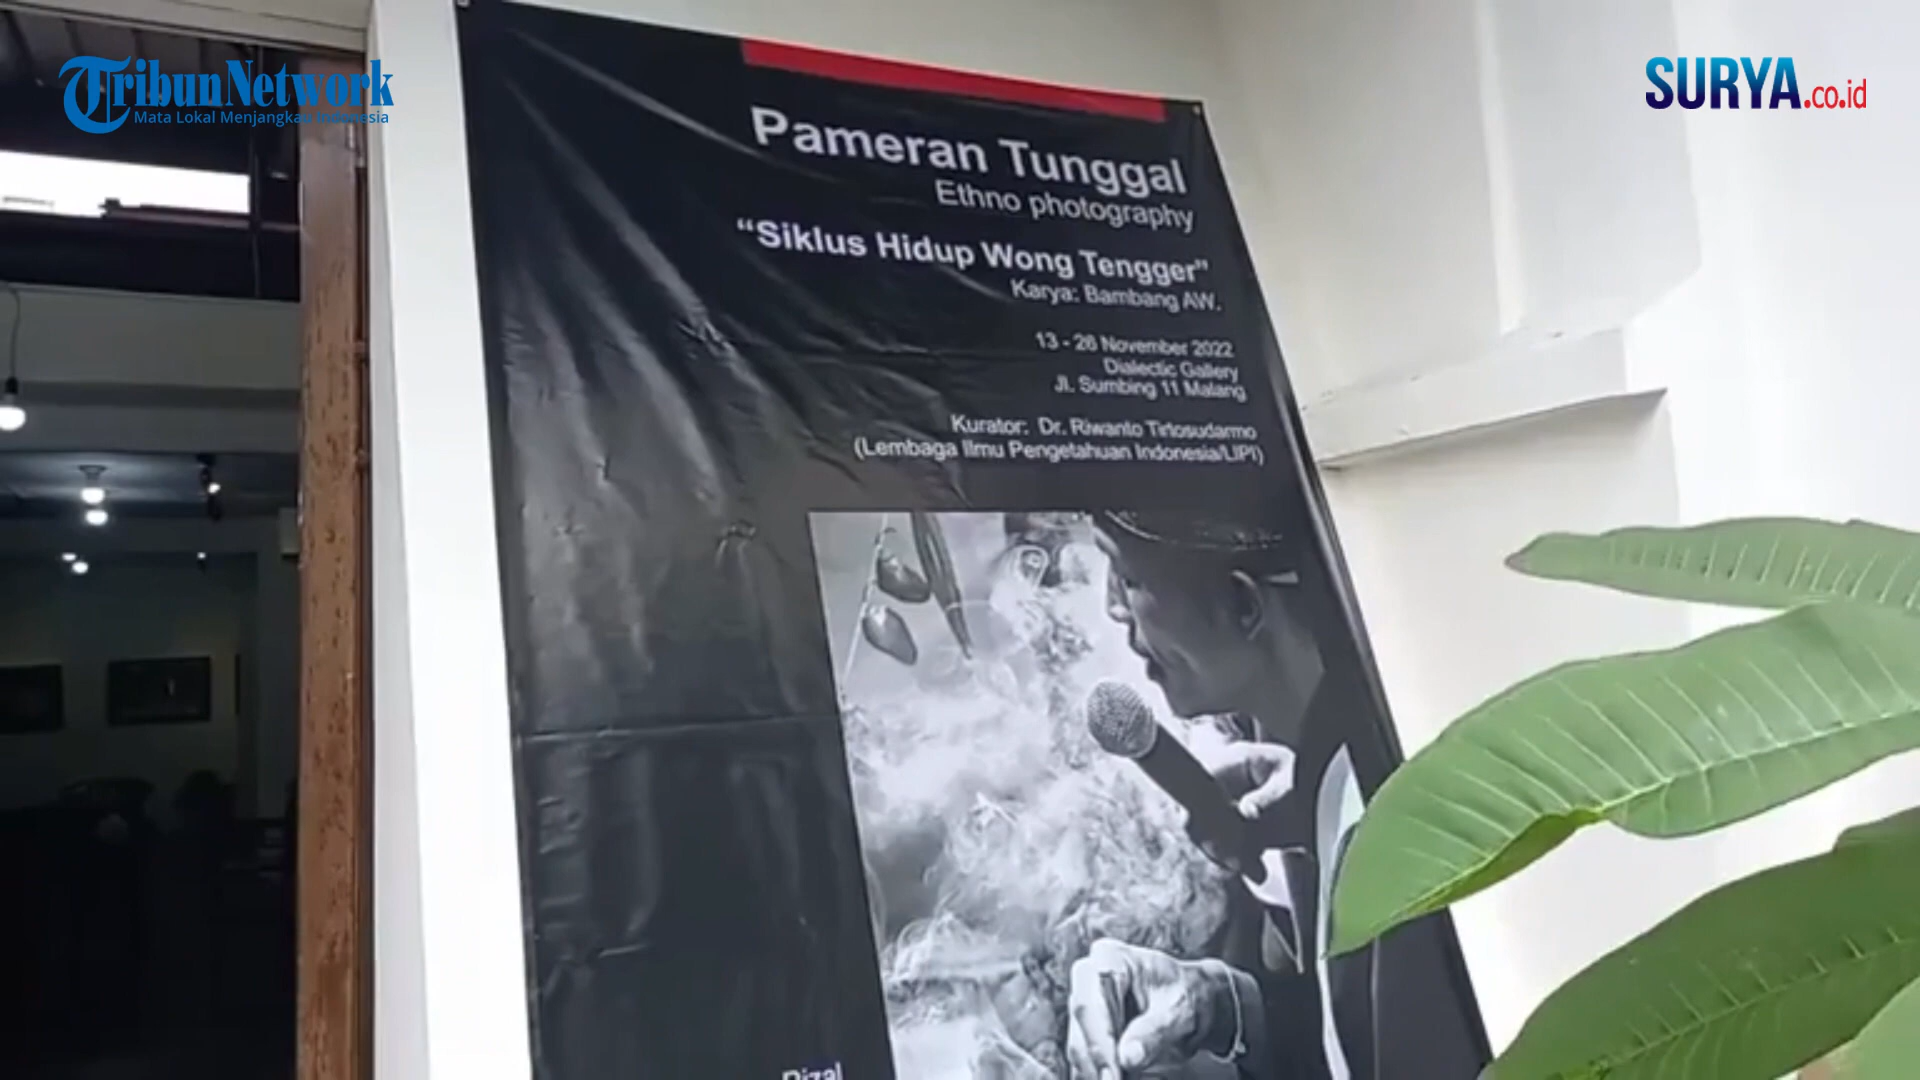 TribunNetwork
Mata Lokal Menjangkau Indonesia
SURYA.co.id
Pameran Tunggal
Ethno photography
“Siklus Hidup Wong Tengger”
Karya: Bambang AW.
13 - 26 November 2022
Dialectic Gallery
Jl. Sumbing 11 Malang
Kurator: Dr. Riwanto Tirtosudarmo
(Lembaga Ilmu Pengetahuan Indonesia/LIPI)
Rizal